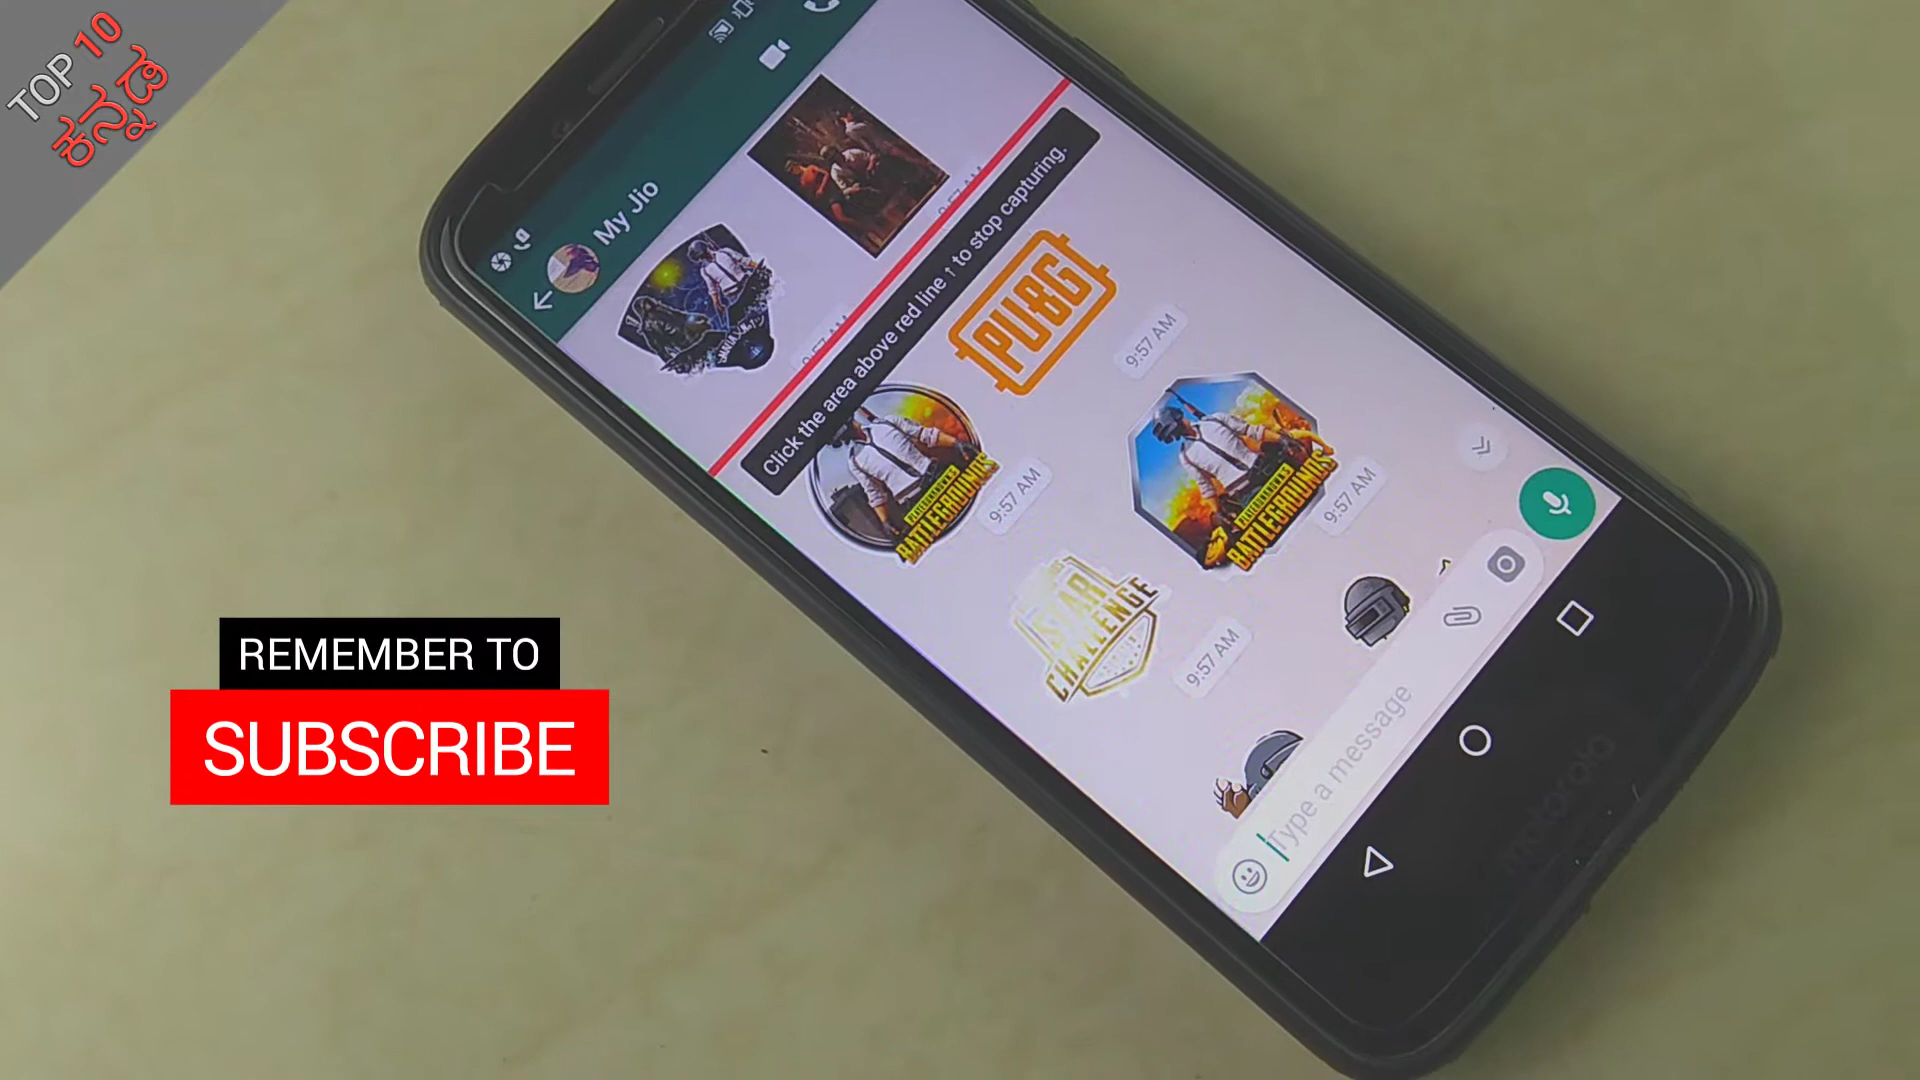 TOP 10
ಕನ್ನಡ
My Jio
Click the area above red line ↑ to stop capturing.
PUBG
9:57 AM
PLAYERUNKNOWN'S
BATTLEGROUNDS
9:57 AM
PLAYERUNKNOWN'S
BATTLEGROUNDS
9:57 AM
STAR
CHALLENGE
9:57 AM
Type a message
motorola
REMEMBER TO
SUBSCRIBE